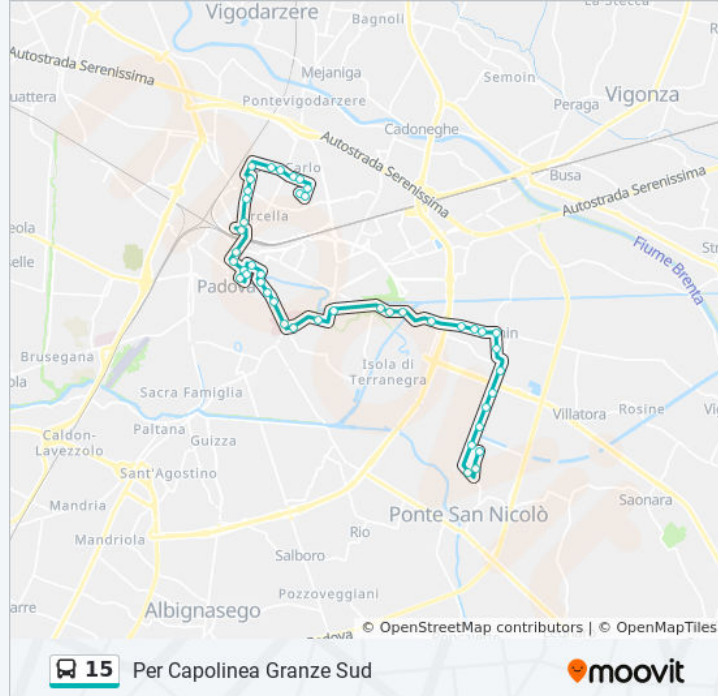 La Stecca
Vigodarzere
Bagnoli
Autostrada Serenissima
Mejaniga
Semoin
Pontevigodarzere
Peraga
Vigonza
uattera
Cadoneghe
Autostrada Serenissima
Carlo
Busa
Autostrada Serenissima
rcella
eola
Str
selle
Fiume Brenta
Padova
nin
Brusegana
Isola di
Terranegra
ola
Sacra Famiglia
Villatora
Rosine
Vig
Paltana
Guizza
Caldon-
Lavezzolo
Sant'Agostino
Mandria
Saonara
Ponte San Nicolò
Mandriola
Rio
Salboro
Pozzoveggiani
arre
Albignasego
Padova
© OpenStreetMap contributors | © OpenMapTiles
15 Per Capolinea Granze Sud
moovit